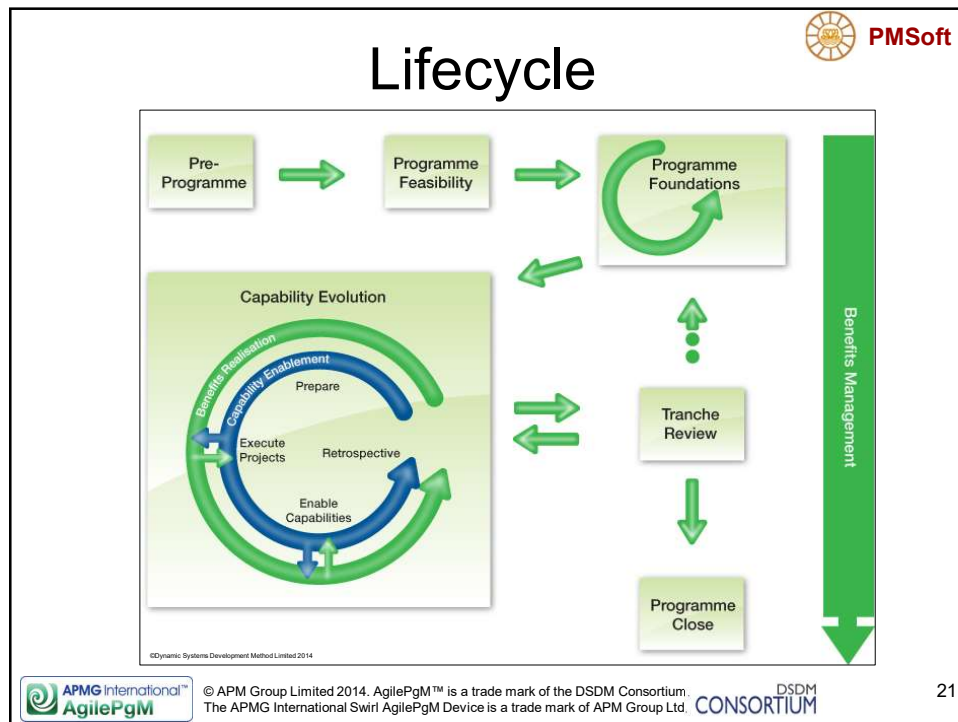 PMSoft
Lifecycle
Pre-
Programme
Programme
Feasibility
Programme
Foundations
Capability Evolution
Benefits Realisation
Capability Enablement
Prepare
Execute
Projects
Retrospective
Enable
Capabilities
Tranche
Review
Programme
Close
Benefits Management
©Dynamic Systems Development Method Limited 2014
APMG International™
AgilePgM
© APM Group Limited 2014. AgilePgM™ is a trade mark of the DSDM Consortium.
The APMG International Swirl AgilePgM Device is a trade mark of APM Group Ltd.
DSDM
CONSORTIUM
21